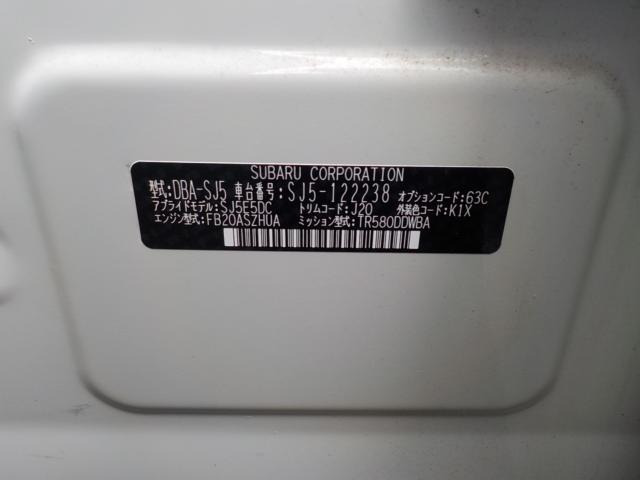 SUBARU CORPORATION
型式:DBA-SJ5 車台番号:SJ5-122238 オプションコード:63C
アプライドモデル:SJ5E5DC トリムコード:J20 外装色コード:K1X
エンジン型式:FB20ASZHUA ミッション型式:TR580DDWBA